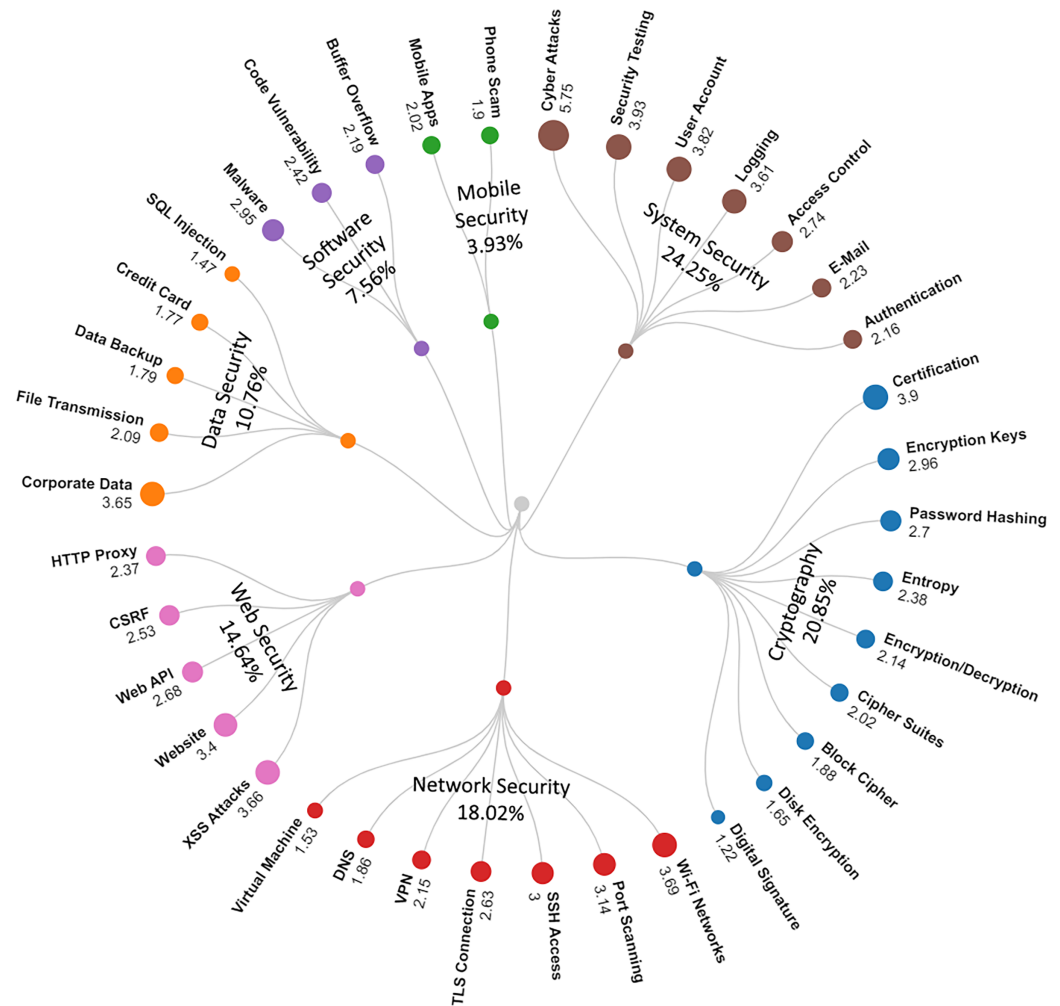 Mobile
Security
3.93%
Phone Scam
1.9
Mobile Apps
2.02
System Security
24.25%
Cyber Attacks
5.75
Security Testing
3.93
User Account
3.82
Logging
3.61
Access Control
2.74
E-Mail
2.23
Authentication
2.16
Cryptography
20.85%
Certification
3.9
Encryption Keys
2.96
Password Hashing
2.7
Entropy
2.38
Encryption/Decryption
2.14
Cipher Suites
2.02
Block Cipher
1.88
Disk Encryption
1.65
Digital Signature
1.22
Network Security
18.02%
Wi-Fi Networks
3.69
Port Scanning
3.14
SSH Access
3
TLS Connection
2.63
VPN
2.15
DNS
1.86
Virtual Machine
1.53
Web Security
14.64%
XSS Attacks
3.66
Website
3.4
Web API
2.68
CSRF
2.53
HTTP Proxy
2.37
Data Security
10.76%
Corporate Data
3.65
File Transmission
2.09
Data Backup
1.79
Credit Card
1.77
SQL Injection
1.47
Software
Security
7.56%
Malware
2.95
Code Vulnerability
2.42
Buffer Overflow
2.19